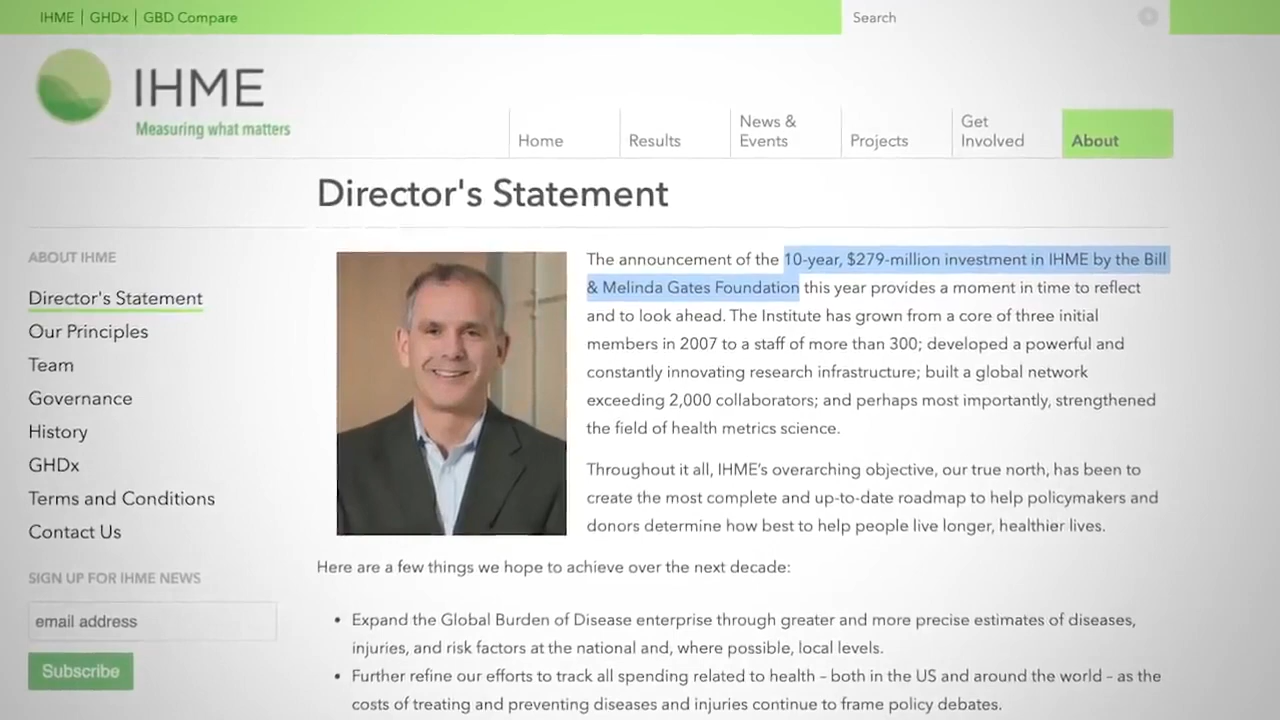 IHME | GHDx | GBD Compare
Search
IHME
Measuring what matters
Home
Results
News &
Events
Projects
Get
Involved
About
Director's Statement
ABOUT IHME
Director's Statement
Our Principles
Team
Governance
History
GHDx
Terms and Conditions
Contact Us
SIGN UP FOR IHME NEWS
email address
Subscribe
The announcement of the 10-year, $279-million investment in IHME by the Bill
& Melinda Gates Foundation this year provides a moment in time to reflect
and to look ahead. The Institute has grown from a core of three initial
members in 2007 to a staff of more than 300; developed a powerful and
constantly innovating research infrastructure; built a global network
exceeding 2,000 collaborators; and perhaps most importantly, strengthened
the field of health metrics science.
Throughout it all, IHME’s overarching objective, our true north, has been to
create the most complete and up-to-date roadmap to help policymakers and
donors determine how best to help people live longer, healthier lives.
Here are a few things we hope to achieve over the next decade:
• Expand the Global Burden of Disease enterprise through greater and more precise estimates of diseases,
injuries, and risk factors at the national and, where possible, local levels.
• Further refine our efforts to track all spending related to health – both in the US and around the world – as the
costs of treating and preventing diseases and injuries continue to frame policy debates.